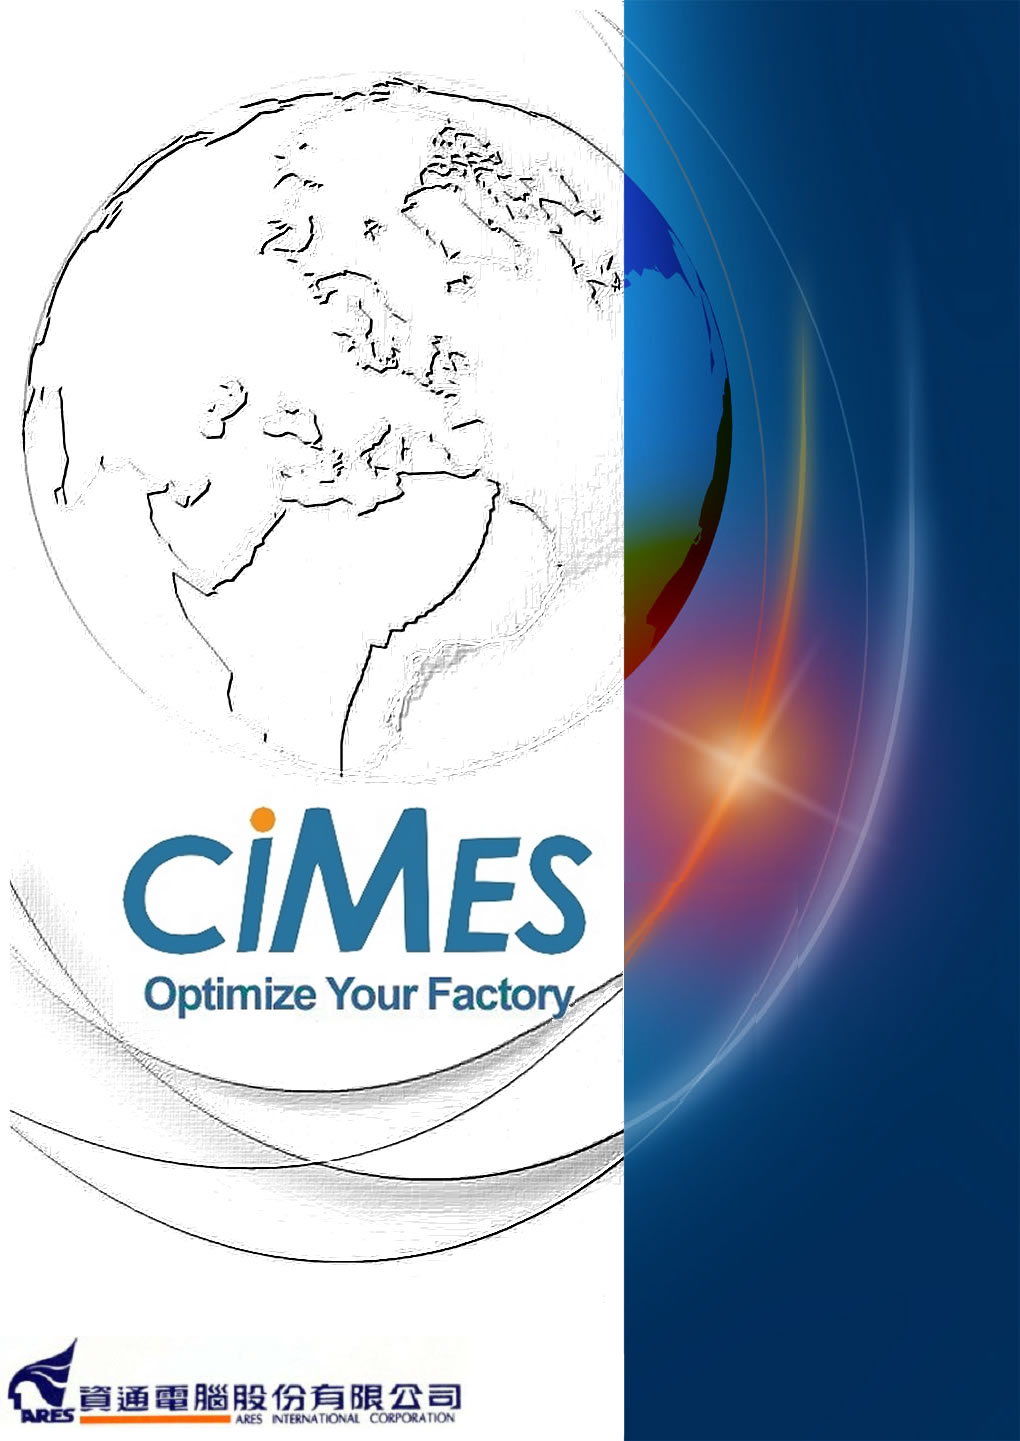 CiMES
Optimize Your Factory
資通電腦股份有限公司
ARES
ARES INTERNATIONAL CORPORATION